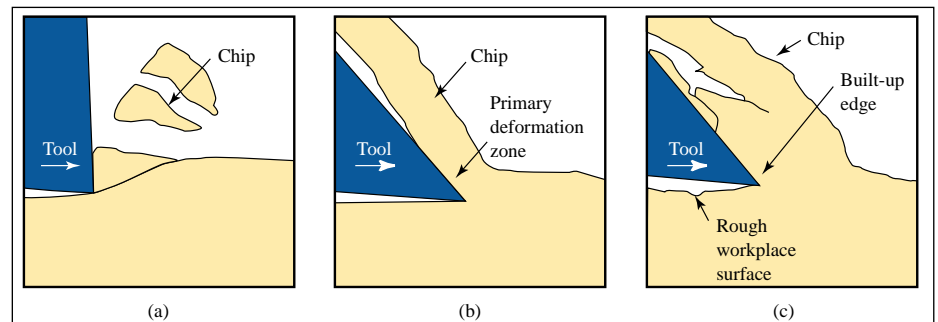 Chip
Tool
(a)
Chip
Primary
deformation
zone
Tool
(b)
Chip
Built-up
edge
Tool
Rough
workplace
surface
(c)